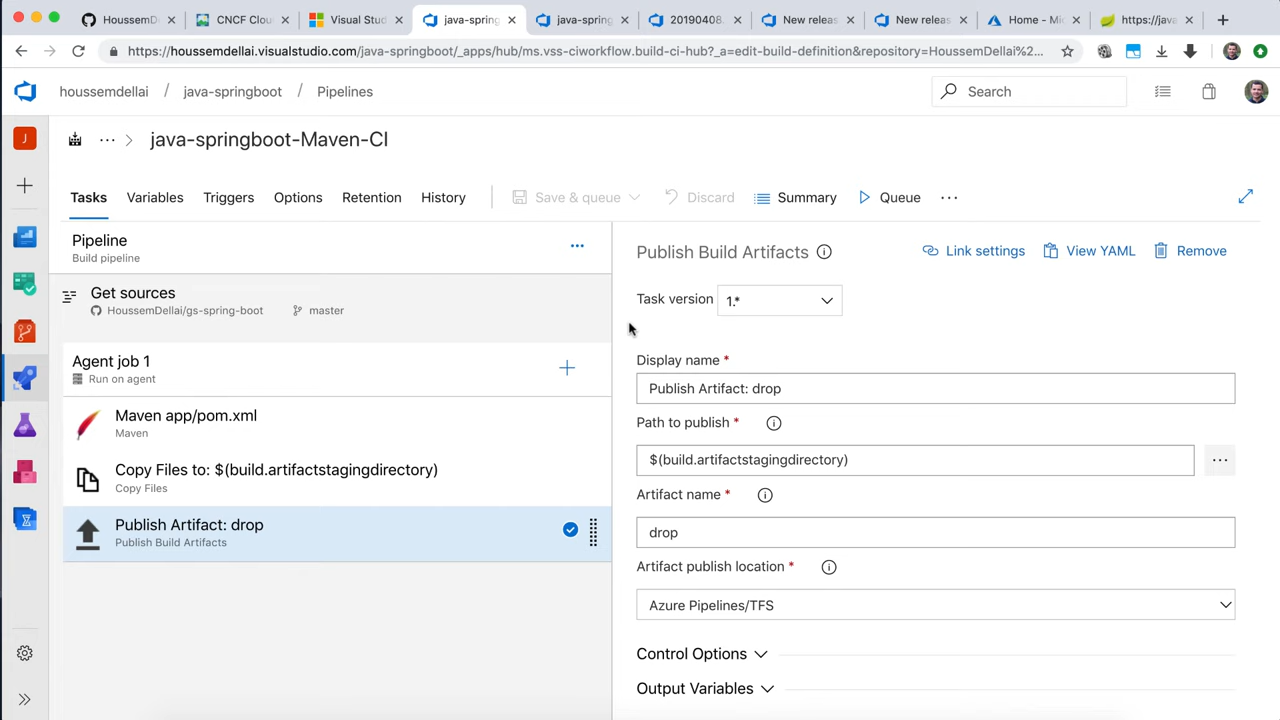 HoussemDe
CNCF Clou
Visual Stud
java-spring
java-spring
20190408.
New releas
New releas
Home - Mic
https://java
https://houssemdellai.visualstudio.com/java-springboot/_apps/hub/ms.vss-ciworkflow.build-ci-hub?_a=edit-build-definition&repository=HoussemDellai%2...
houssemdellai / java-springboot / Pipelines
Search
J
... > java-springboot-Maven-CI
Tasks Variables Triggers Options Retention History Save & queue Discard Summary Queue ...
Pipeline
Build pipeline
...
Get sources
HoussemDellai/gs-spring-boot master
Agent job 1
Run on agent
Maven app/pom.xml
Maven
Copy Files to: $(build.artifactstagingdirectory)
Copy Files
Publish Artifact: drop
Publish Build Artifacts
Publish Build Artifacts
Link settings View YAML Remove
Task version 1.*
Display name *
Publish Artifact: drop
Path to publish *
$(build.artifactstagingdirectory)
...
Artifact name *
drop
Artifact publish location *
Azure Pipelines/TFS
Control Options
Output Variables